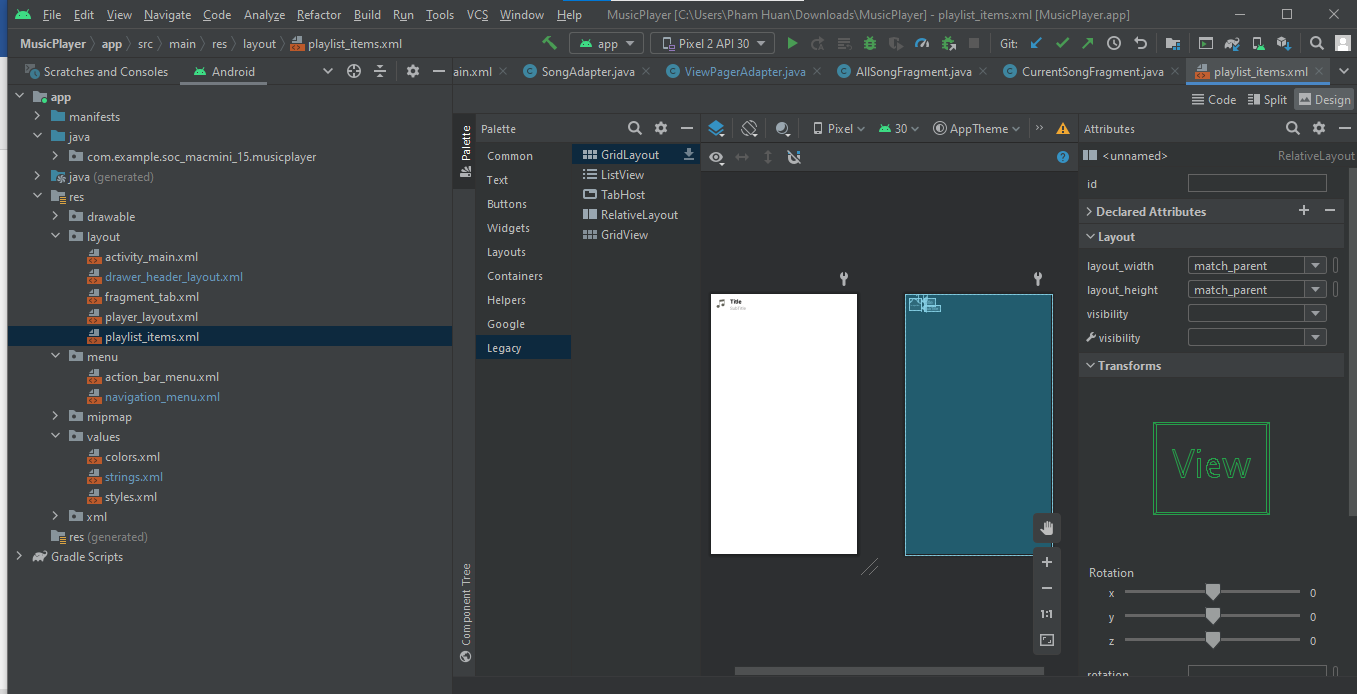 File Edit View Navigate Code Analyze Refactor Build Run Tools VCS Window Help MusicPlayer [C:\Users\Pham Huan\Downloads\MusicPlayer] - playlist_items.xml [MusicPlayer.app]
MusicPlayer app src main res layout playlist_items.xml app Pixel 2 API 30 Git:
Scratches and Consoles Android ain.xml SongAdapter.java ViewPagerAdapter.java AllSongFragment.java CurrentSongFragment.java playlist_items.xml
Code Split Design
app
manifests
java
com.example.soc_macmini_15.musicplayer
java (generated)
res
drawable
layout
activity_main.xml
drawer_header_layout.xml
fragment_tab.xml
player_layout.xml
playlist_items.xml
menu
action_bar_menu.xml
navigation_menu.xml
mipmap
values
colors.xml
strings.xml
styles.xml
xml
res (generated)
Gradle Scripts
Palette
Component Tree
Palette
Common
Text
Buttons
Widgets
Layouts
Containers
Helpers
Google
Legacy
GridLayout
ListView
TabHost
RelativeLayout
GridView
Pixel 30 AppTheme
Title
SubTitle
1:1
Attributes
<unnamed> RelativeLayout
id
Declared Attributes
Layout
layout_width match_parent
layout_height match_parent
visibility
visibility
Transforms
View
Rotation
x 0
y 0
z 0
rotation